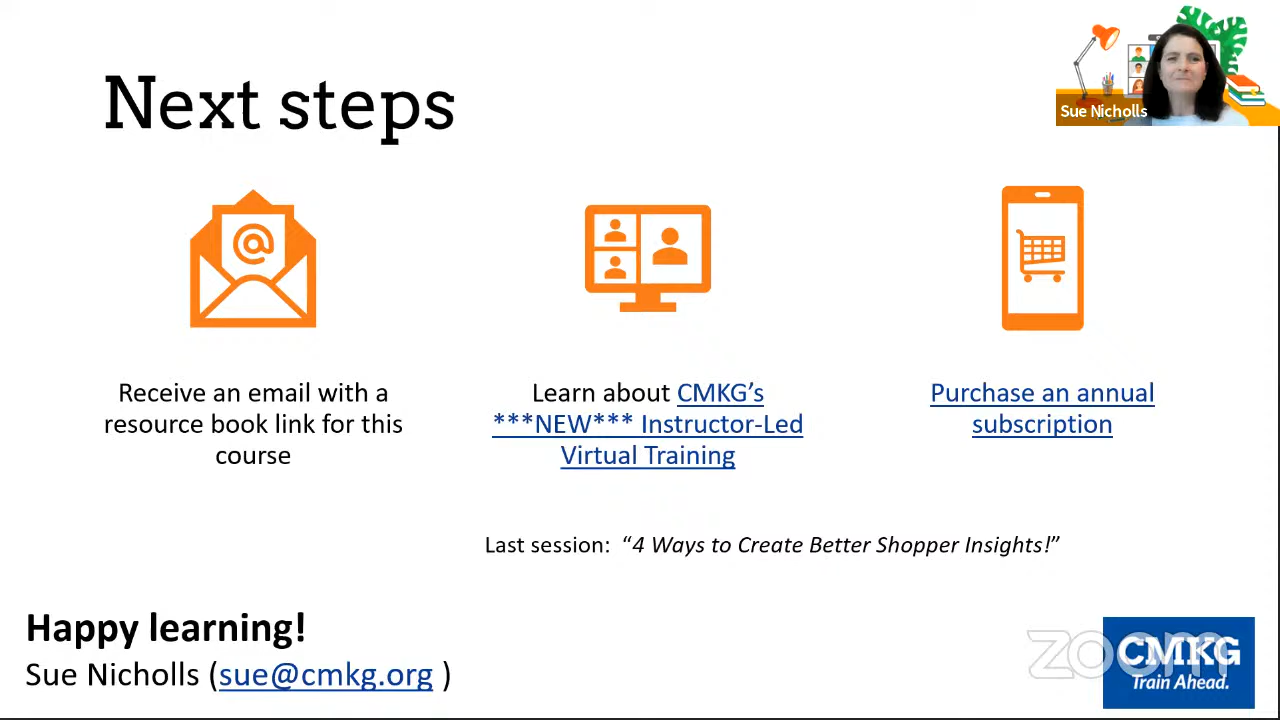 Next steps
Sue Nicholls
@
Receive an email with a
resource book link for this
course
Learn about CMKG’s
***NEW*** Instructor-Led
Virtual Training
Purchase an annual
subscription
Last session: “4 Ways to Create Better Shopper Insights!”
Happy learning!
Sue Nicholls (sue@cmkg.org )
zoom
CMKG
Train Ahead.